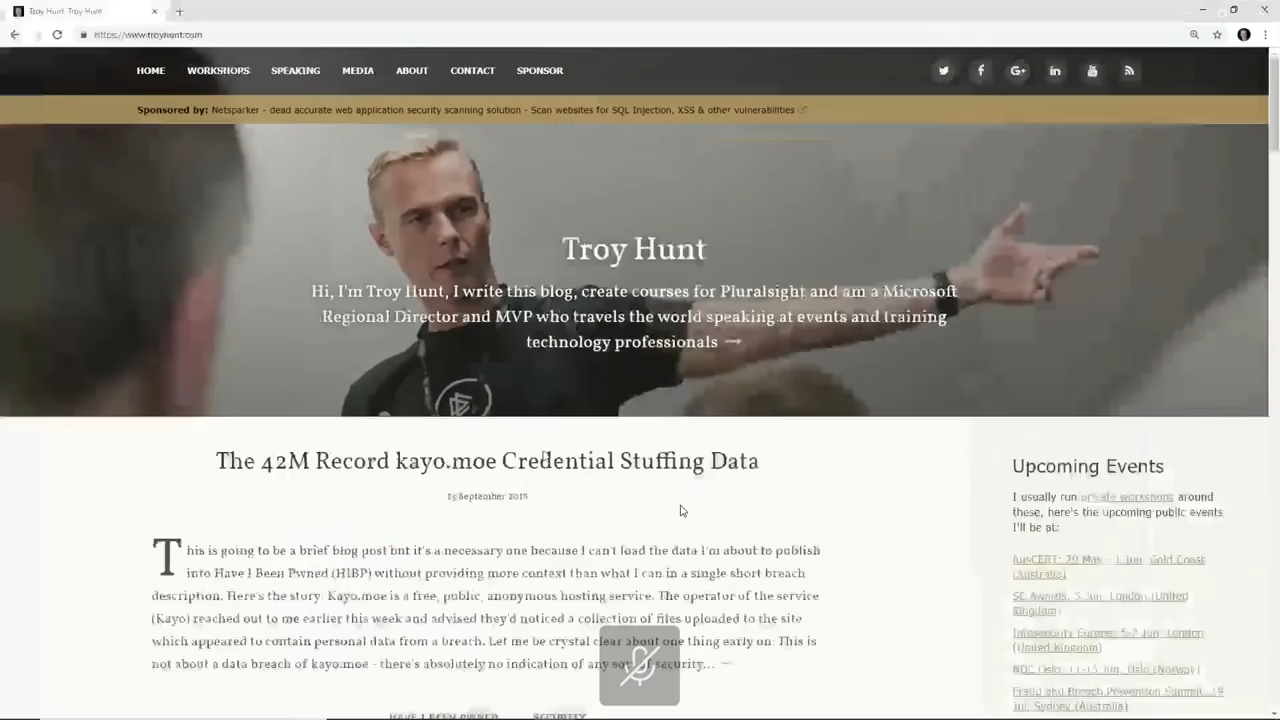 Troy Hunt: Troy Hunt
https://www.troyhunt.com
HOME WORKSHOPS SPEAKING MEDIA ABOUT CONTACT SPONSOR
Sponsored by: Netsparker - dead accurate web application security scanning solution - Scan websites for SQL Injection, XSS & other vulnerabilities
Troy Hunt
Hi, I'm Troy Hunt, I write this blog, create courses for Pluralsight and am a Microsoft
Regional Director and MVP who travels the world speaking at events and training
technology professionals →
The 42M Record kayo.moe Credential Stuffing Data
13 September 2018
This is going to be a brief blog post but it's a necessary one because I can't load the data I'm about to publish
into Have I Been Pwned (HIBP) without providing more context than what I can in a single short breach
description. Here's the story: Kayo.moe is a free, public, anonymous hosting service. The operator of the service
(Kayo) reached out to me earlier this week and advised they'd noticed a collection of files uploaded to the site
which appeared to contain personal data from a breach. Let me be crystal clear about one thing early on: This is
not about a data breach of kayo.moe - there's absolutely no indication of any sort of security...
HAVE I BEEN PWNED SECURITY
Upcoming Events
I usually run private workshops around
these, here's the upcoming public events
I'll be at:
AusCERT: 29 May - 1 Jun, Gold Coast
(Australia)
SC Awards: 5 Jun, London (United
Kingdom)
Infosecurity Europe: 5-7 Jun, London
(United Kingdom)
NDC Oslo: 11-15 Jun, Oslo (Norway)
Fraud and Breach Prevention Summit:
Jul, Sydney (Australia)